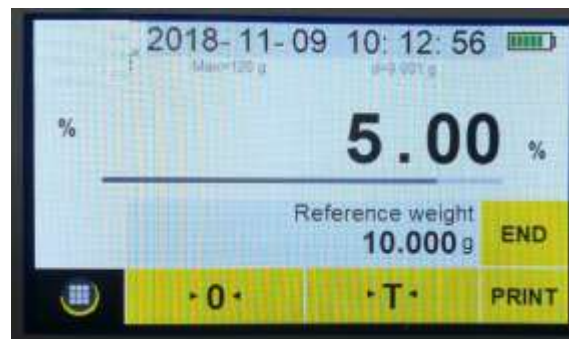 2018-11-09 10:12:56
Max=120 g d=0.001 g
% 5.00 %
Reference weight
10.000 g
END
0
T
PRINT